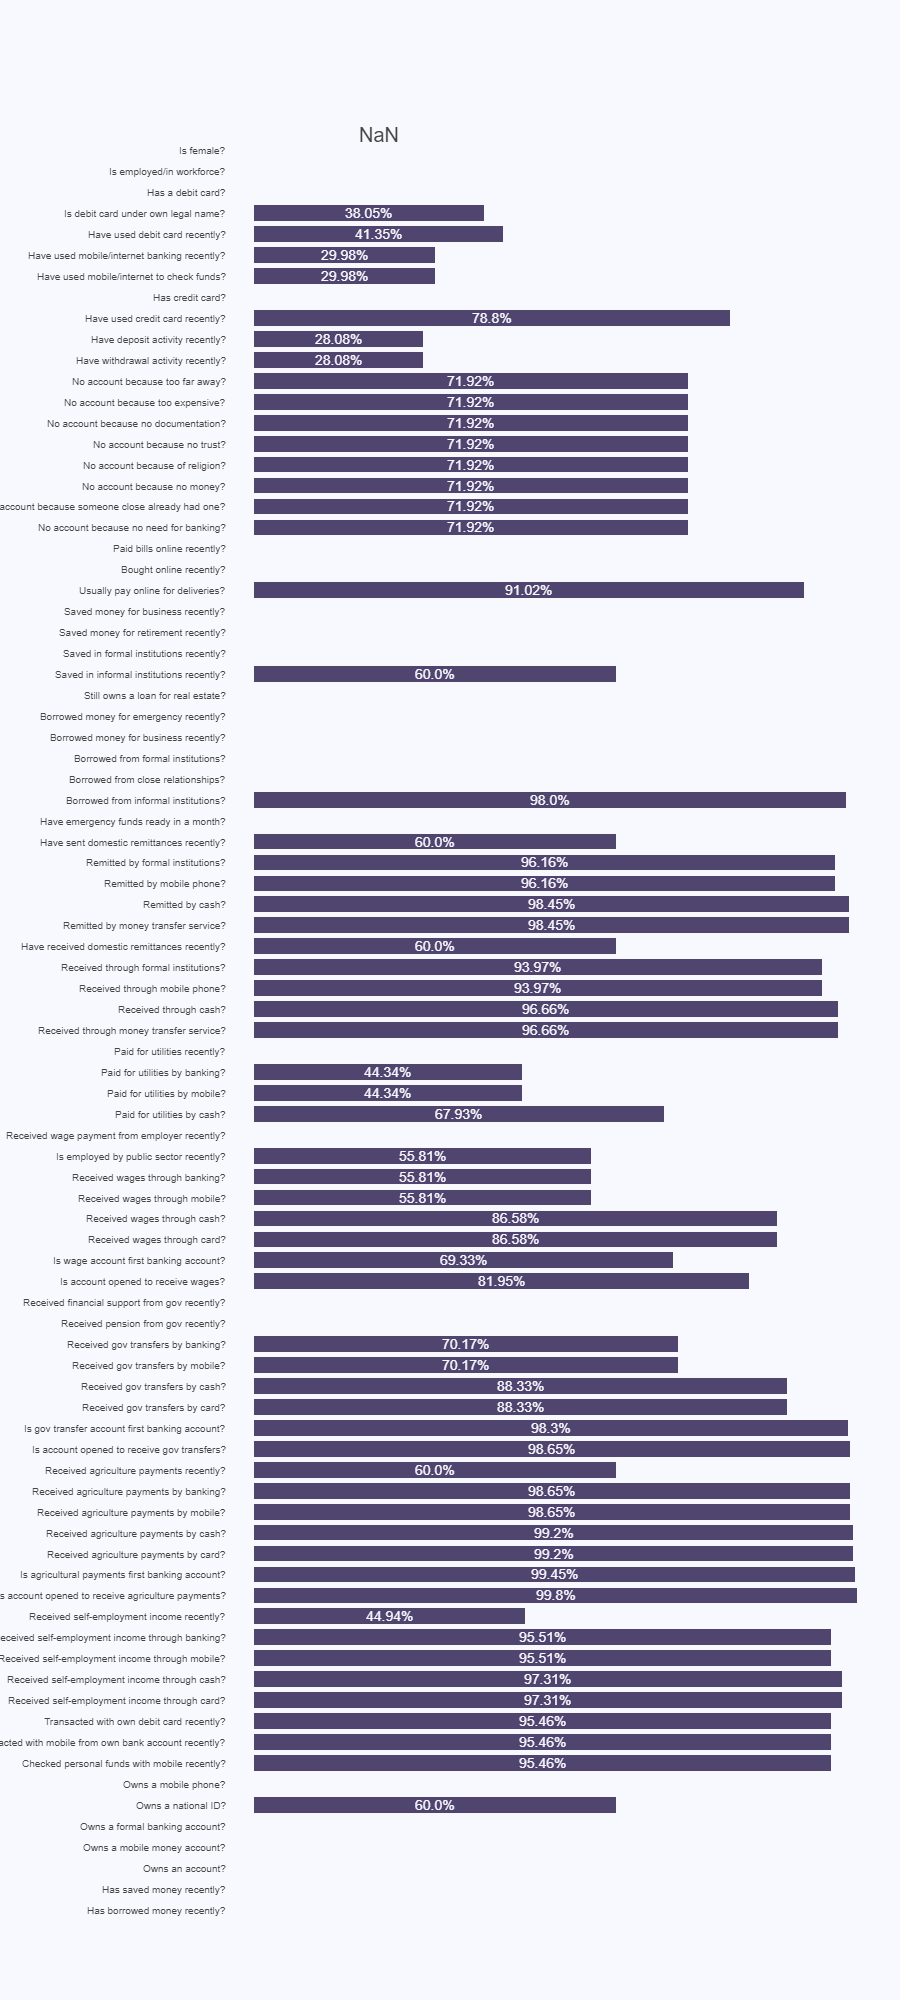 NaN
Is female?
Is employed/in workforce?
Has a debit card?
Is debit card under own legal name? 38.05%
Have used debit card recently? 41.35%
Have used mobile/internet banking recently? 29.98%
Have used mobile/internet to check funds? 29.98%
Has credit card?
Have used credit card recently? 78.8%
Have deposit activity recently? 28.08%
Have withdrawal activity recently? 28.08%
No account because too far away? 71.92%
No account because too expensive? 71.92%
No account because no documentation? 71.92%
No account because no trust? 71.92%
No account because of religion? 71.92%
No account because no money? 71.92%
account because someone close already had one? 71.92%
No account because no need for banking? 71.92%
Paid bills online recently?
Bought online recently?
Usually pay online for deliveries? 91.02%
Saved money for business recently?
Saved money for retirement recently?
Saved in formal institutions recently?
Saved in informal institutions recently? 60.0%
Still owns a loan for real estate?
Borrowed money for emergency recently?
Borrowed money for business recently?
Borrowed from formal institutions?
Borrowed from close relationships?
Borrowed from informal institutions? 98.0%
Have emergency funds ready in a month?
Have sent domestic remittances recently? 60.0%
Remitted by formal institutions? 96.16%
Remitted by mobile phone? 96.16%
Remitted by cash? 98.45%
Remitted by money transfer service? 98.45%
Have received domestic remittances recently? 60.0%
Received through formal institutions? 93.97%
Received through mobile phone? 93.97%
Received through cash? 96.66%
Received through money transfer service? 96.66%
Paid for utilities recently?
Paid for utilities by banking? 44.34%
Paid for utilities by mobile? 44.34%
Paid for utilities by cash? 67.93%
Received wage payment from employer recently?
Is employed by public sector recently? 55.81%
Received wages through banking? 55.81%
Received wages through mobile? 55.81%
Received wages through cash? 86.58%
Received wages through card? 86.58%
Is wage account first banking account? 69.33%
Is account opened to receive wages? 81.95%
Received financial support from gov recently?
Received pension from gov recently?
Received gov transfers by banking? 70.17%
Received gov transfers by mobile? 70.17%
Received gov transfers by cash? 88.33%
Received gov transfers by card? 88.33%
Is gov transfer account first banking account? 98.3%
Is account opened to receive gov transfers? 98.65%
Received agriculture payments recently? 60.0%
Received agriculture payments by banking? 98.65%
Received agriculture payments by mobile? 98.65%
Received agriculture payments by cash? 99.2%
Received agriculture payments by card? 99.2%
Is agricultural payments first banking account? 99.45%
s account opened to receive agriculture payments? 99.8%
Received self-employment income recently? 44.94%
eceived self-employment income through banking? 95.51%
Received self-employment income through mobile? 95.51%
Received self-employment income through cash? 97.31%
Received self-employment income through card? 97.31%
Transacted with own debit card recently? 95.46%
acted with mobile from own bank account recently? 95.46%
Checked personal funds with mobile recently? 95.46%
Owns a mobile phone?
Owns a national ID? 60.0%
Owns a formal banking account?
Owns a mobile money account?
Owns an account?
Has saved money recently?
Has borrowed money recently?